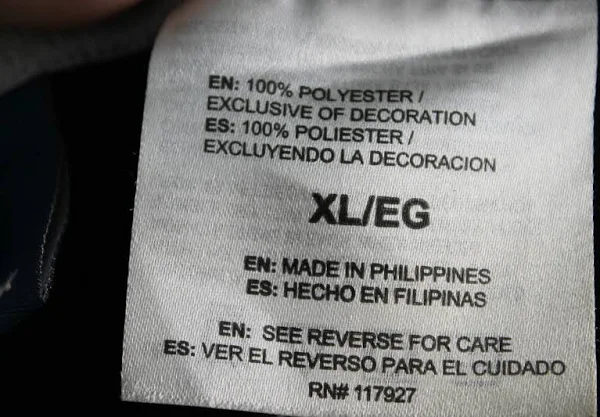 EN: 100% POLYESTER /
EXCLUSIVE OF DECORATION
ES: 100% POLIESTER /
EXCLUYENDO LA DECORACION
XL/EG
EN: MADE IN PHILIPPINES
ES: HECHO EN FILIPINAS
EN: SEE REVERSE FOR CARE
ES: VER EL REVERSO PARA EL CUIDADO
RN# 117927